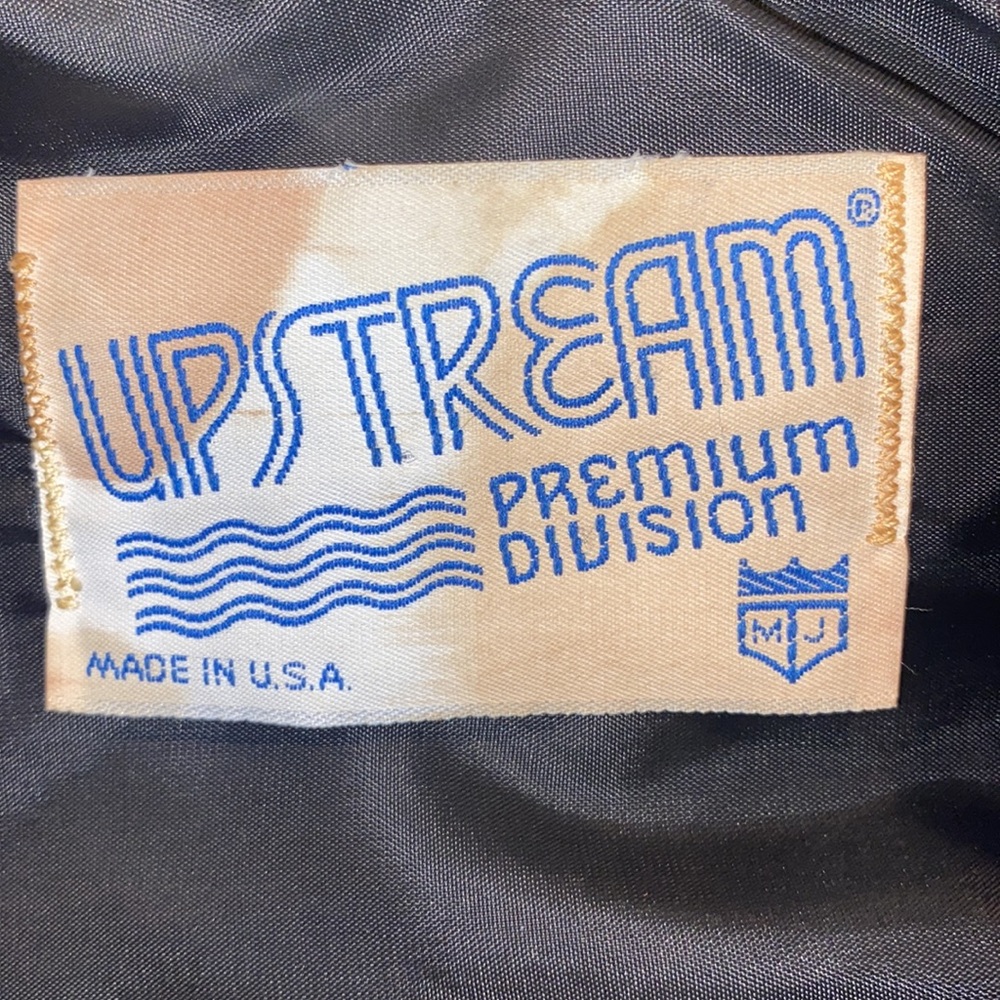 UPSTREAM®
PREMIUM
DIVISION
MJ
MADE IN U.S.A.